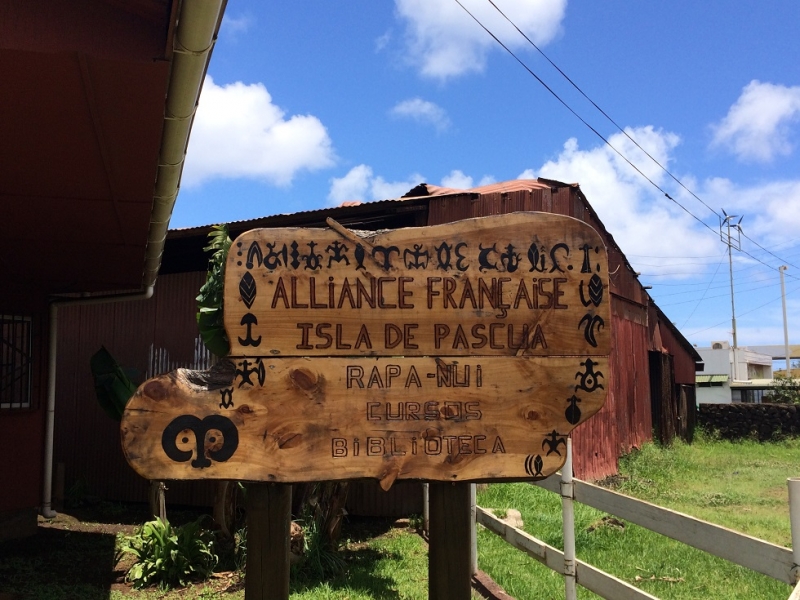 ALLIANCE FRANÇAISE
ISLA DE PASCUA
RAPA-NUI
CURSOS
BIBLIOTECA